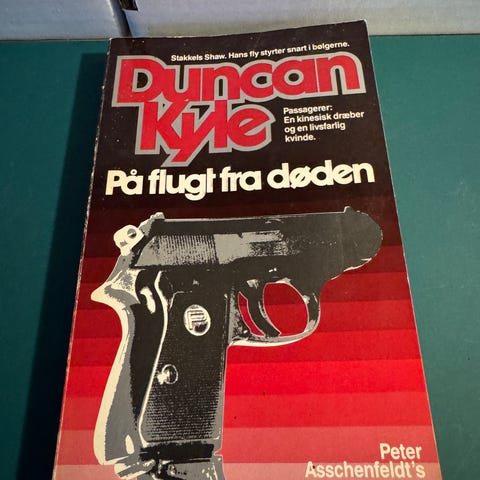 Stakkels Shaw. Hans fly styrter snart i bølgerne.
Duncan
Kyle
Passagerer:
En kinesisk dræber
og en livsfarlig
kvinde.
På flugt fra døden
P
Peter
Asschenfeldt's